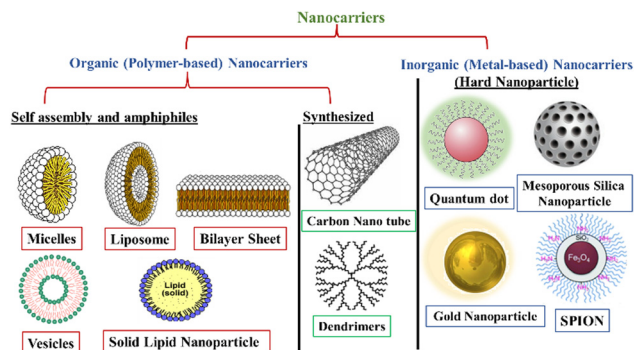 Nanocarriers
Organic (Polymer-based) Nanocarriers
Inorganic (Metal-based) Nanocarriers
(Hard Nanoparticle)
Self assembly and amphiphiles
Synthesized
Micelles
Liposome
Bilayer Sheet
Carbon Nano tube
Quantum dot
Mesoporous Silica
Nanoparticle
Lipid
(solid)
Vesicles
Solid Lipid Nanoparticle
Dendrimers
Gold Nanoparticle
SiO₂
Fe₃O₄
SPION